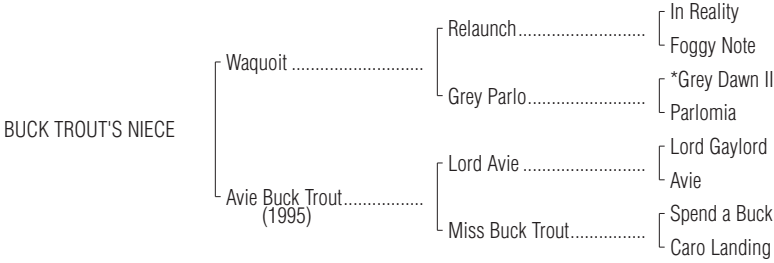 In Reality
Relaunch..............................
Foggy Note
Waquoit ............................
*Grey Dawn II
Grey Parlo............................
Parlomia
BUCK TROUT'S NIECE
Lord Gaylord
Lord Avie .............................
Avie
Avie Buck Trout.................
(1995)
Spend a Buck
Miss Buck Trout................
Caro Landing